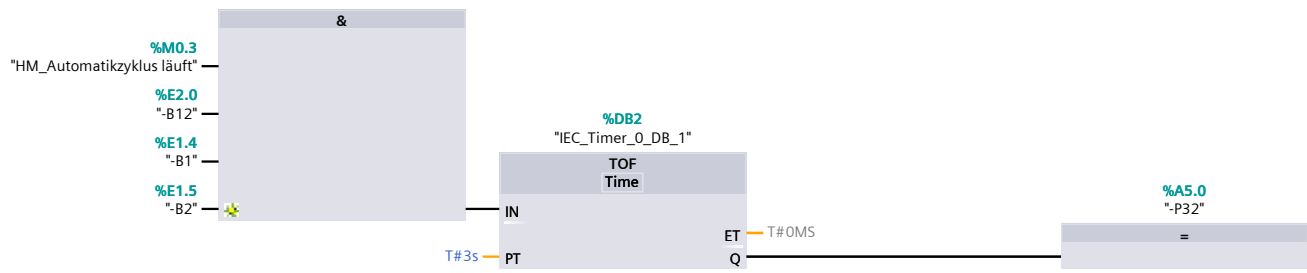 &
%M0.3
"HM_Automatikzyklus läuft"
%E2.0
"-B12"
%E1.4
"-B1"
%E1.5
"-B2"
%DB2
"IEC_Timer_0_DB_1"
TOF
Time
IN
ET
T#0MS
T#3s
PT
Q
%A5.0
"-P32"
=